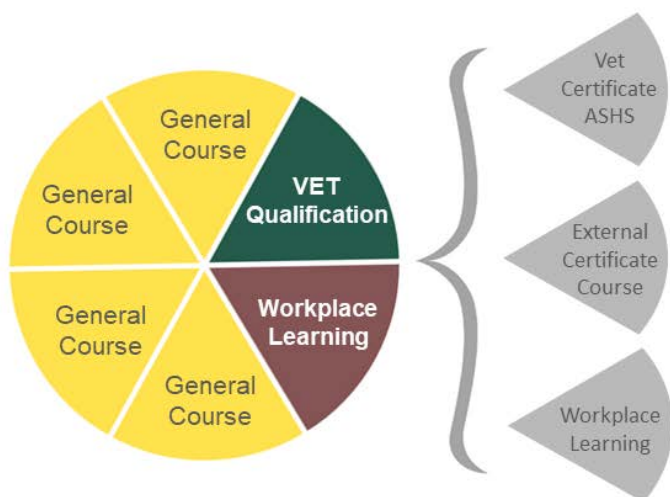 General
Course
VET
Qualification
General
Course
General
Course
Workplace
Learning
General
Course
Vet
Certificate
ASHS
External
Certificate
Course
Workplace
Learning